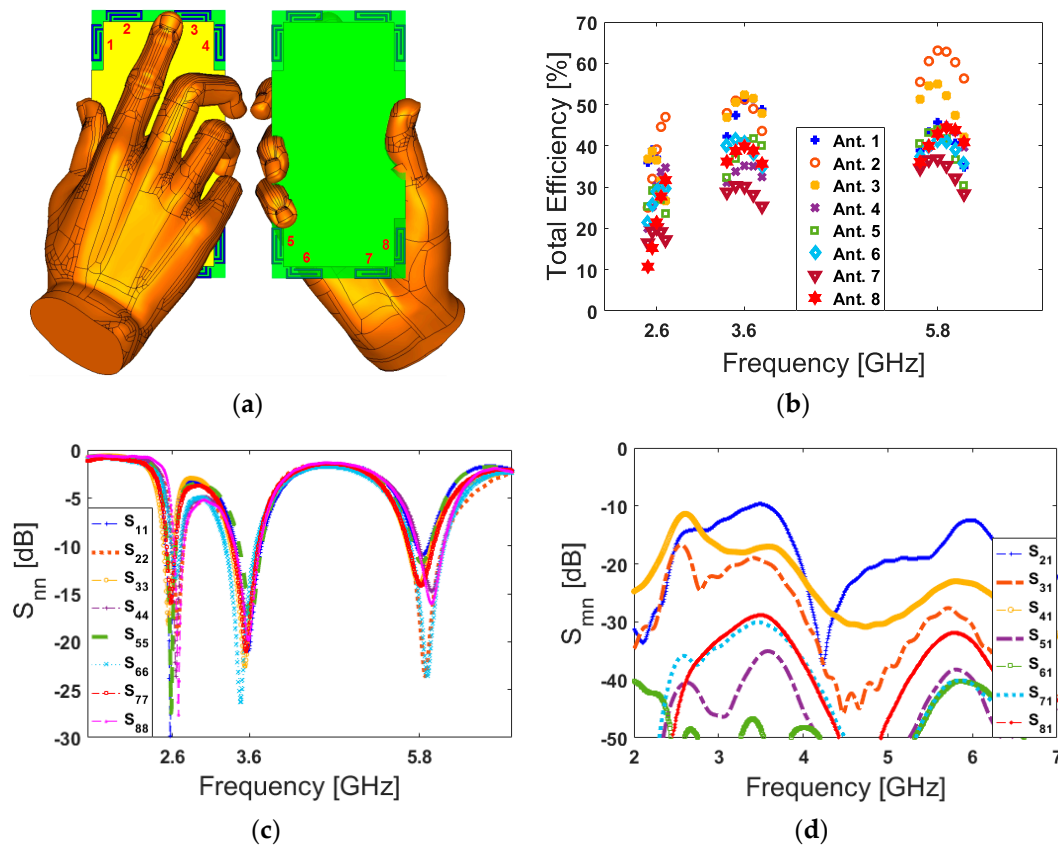 1
2
3
4
5
6
7
8
(a)
Total Efficiency [%]
70
60
50
40
30
20
10
0
Ant. 1
Ant. 2
Ant. 3
Ant. 4
Ant. 5
Ant. 6
Ant. 7
Ant. 8
2.6
3.6
5.8
Frequency [GHz]
(b)
Snn [dB]
0
-5
-10
-15
-20
-25
-30
S11
S22
S33
S44
S55
S66
S77
S88
2.6
3.6
5.8
Frequency [GHz]
(c)
Smn [dB]
0
-10
-20
-30
-40
-50
S21
S31
S41
S51
S61
S71
S81
2 3 4 5 6 7
Frequency [GHz]
(d)